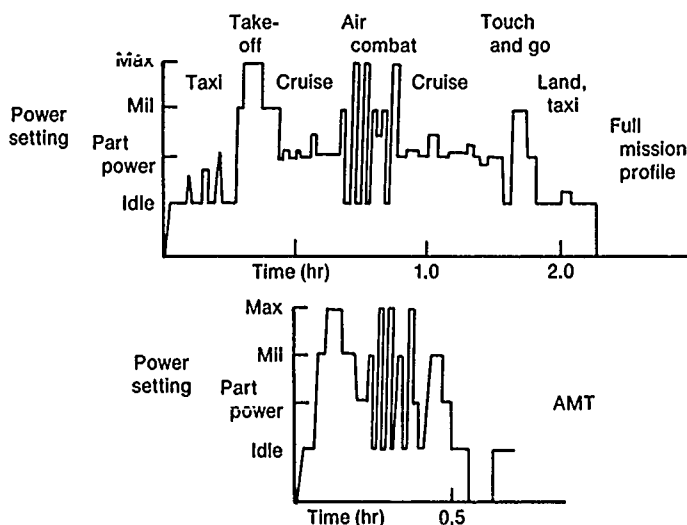 Take-
off
Air
combat
Touch
and go
Max
Taxi
Cruise
Cruise
Land,
taxi
Mil
Power
setting
Part
power
Full
mission
profile
Idle
Time (hr)
1.0
2.0
Max
Mil
Power
setting
Part
power
AMT
Idle
Time (hr)
0.5